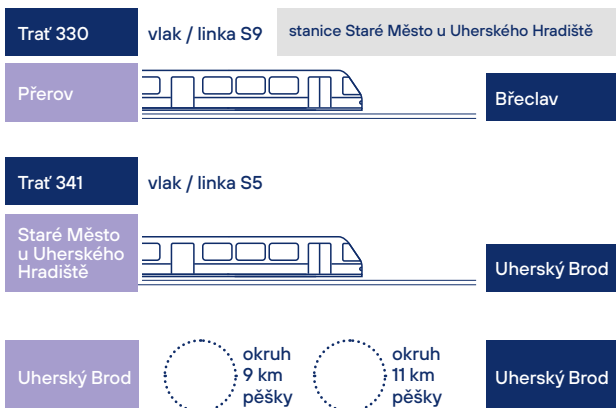 Trať 330
vlak / linka S9
stanice Staré Město u Uherského Hradiště
Přerov
Břeclav
Trať 341
vlak / linka S5
Staré Město
u Uherského
Hradiště
Uherský Brod
Uherský Brod
okruh
9 km
pěšky
okruh
11 km
pěšky
Uherský Brod